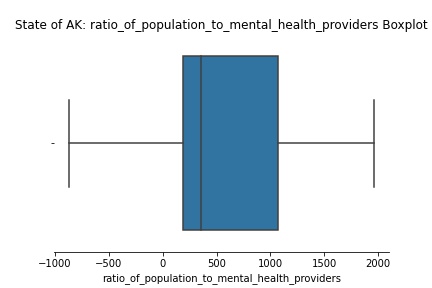 State of AK: ratio_of_population_to_mental_health_providers Boxplot
-
−1000 −500 0 500 1000 1500 2000
ratio_of_population_to_mental_health_providers